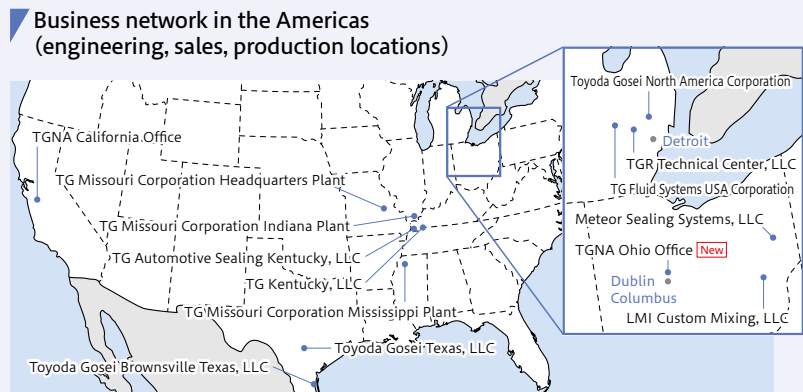 Business network in the Americas
(engineering, sales, production locations)
Toyoda Gosei North America Corporation
TGNA California Office
Detroit
TGR Technical Center, LLC
TG Missouri Corporation Headquarters Plant
TG Fluid Systems USA Corporation
TG Missouri Corporation Indiana Plant
Meteor Sealing Systems, LLC
TG Automotive Sealing Kentucky, LLC
TGNA Ohio Office New
TG Kentucky, LLC
Dublin
Columbus
TG Missouri Corporation Mississippi Plant
LMI Custom Mixing, LLC
Toyoda Gosei Texas, LLC
Toyoda Gosei Brownsville Texas, LLC